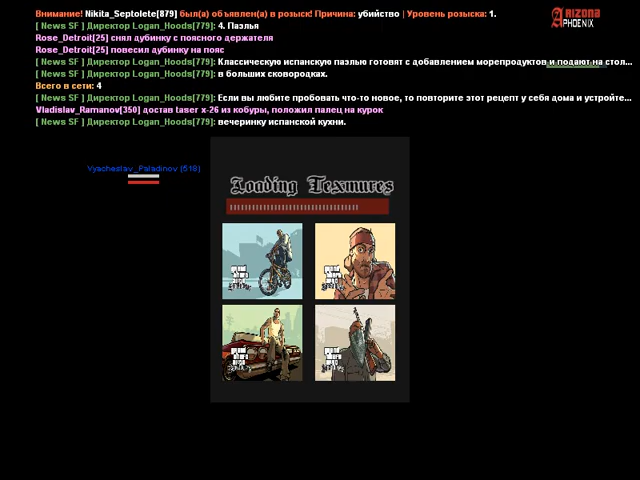 Внимание! Nikita_Septolete[879] был(а) объявлен(а) в розыск! Причина: убийство | Уровень розыска: 1.
ARIZONA
PHOENIX
[ News SF ] Директор Logan_Hoods[779]: 4. Паэлья
Rose_Detroit[25] снял дубинку с поясного держателя
Rose_Detroit[25] повесил дубинку на пояс
[ News SF ] Директор Logan_Hoods[779]: Классическую испанскую паэлью готовят с добавлением морепродуктов и подают на стол...
[ News SF ] Директор Logan_Hoods[779]: в больших сковородках.
Всего в сети: 4
[ News SF ] Директор Logan_Hoods[779]: Если вы любите пробовать что-то новое, то повторите этот рецепт у себя дома и устройте...
Vladislav_Ramanov[350] достав taser x-26 из кобуры, положил палец на курок
[ News SF ] Директор Logan_Hoods[779]: вечеринку испанской кухни.
Vyacheslav_Paladinov (519)
Loading Texmures